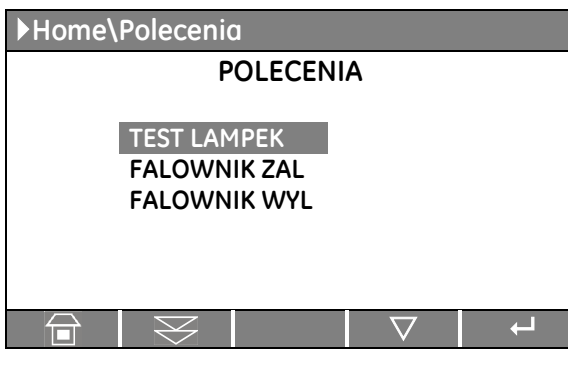 Home\Polecenia
POLECENIA
TEST LAMPEK
FALOWNIK ZAL
FALOWNIK WYL